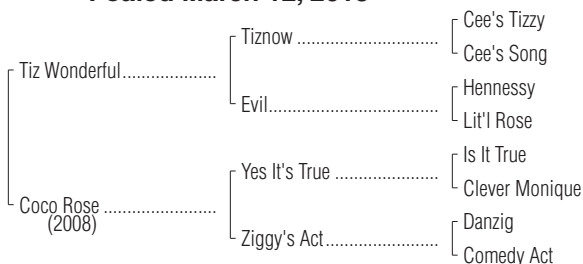 Foaled March 12,
Cee's Tizzy
Tiznow
Cee's Song
Tiz Wonderful
Hennessy
Evil
Lit'l Rose
Is It True
Yes It's True
Clever Monique
Coco Rose
(2008)
Danzig
Ziggy's Act
Comedy Act